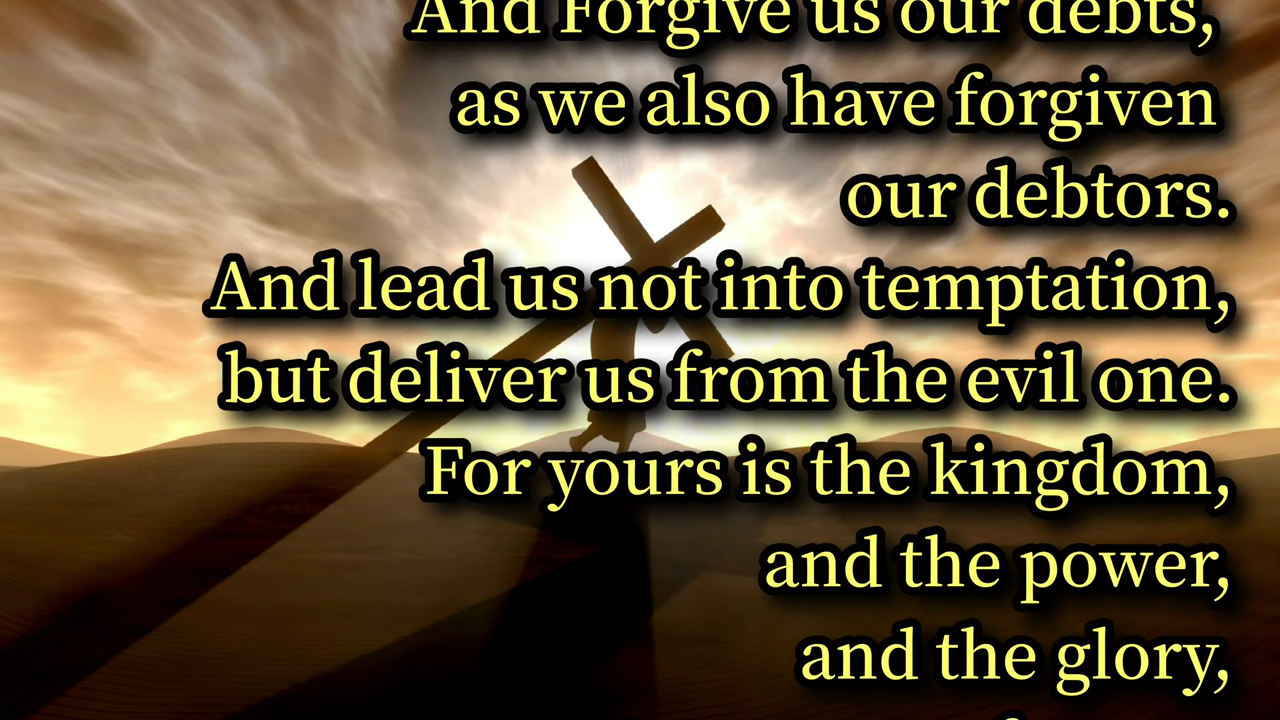 And Forgive us our debts,
as we also have forgiven
our debtors.
And lead us not into temptation,
but deliver us from the evil one.
For yours is the kingdom,
and the power,
and the glory,